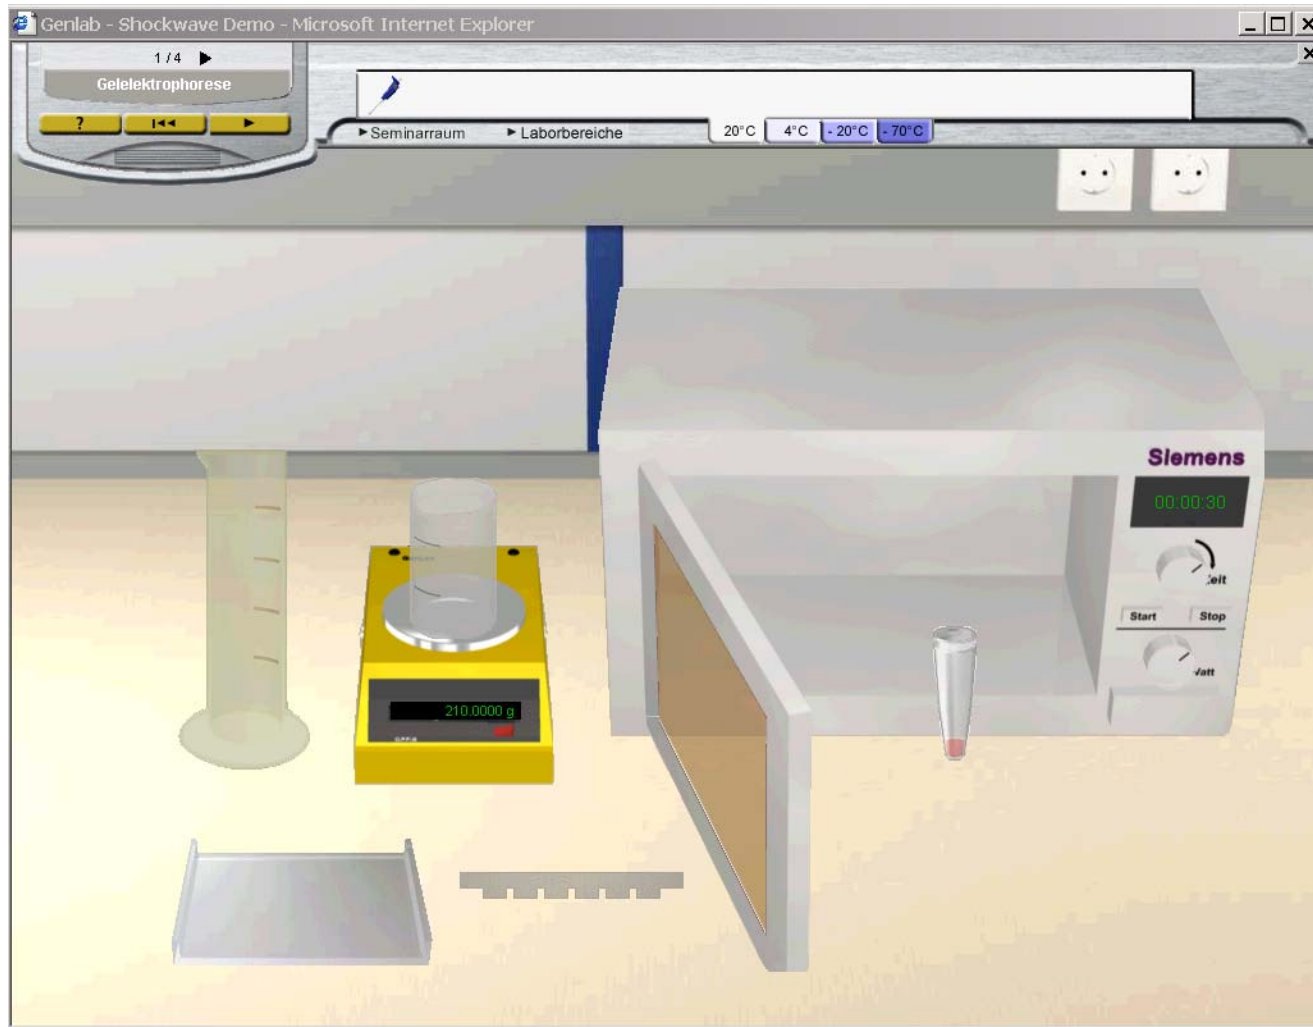 Genlab - Shockwave Demo - Microsoft Internet Explorer
1 / 4
Gelelektrophorese
?
Seminarraum
Laborbereiche
20°C
4°C
- 20°C
- 70°C
Siemens
00:00:30
Start
Stop
210.0000 g